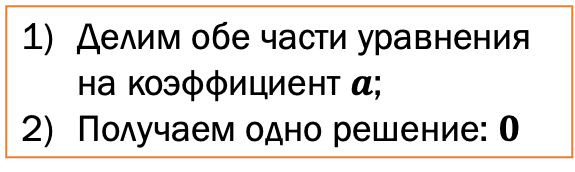 1) Делим обе части уравнения
на коэффициент a;
2) Получаем одно решение: 0